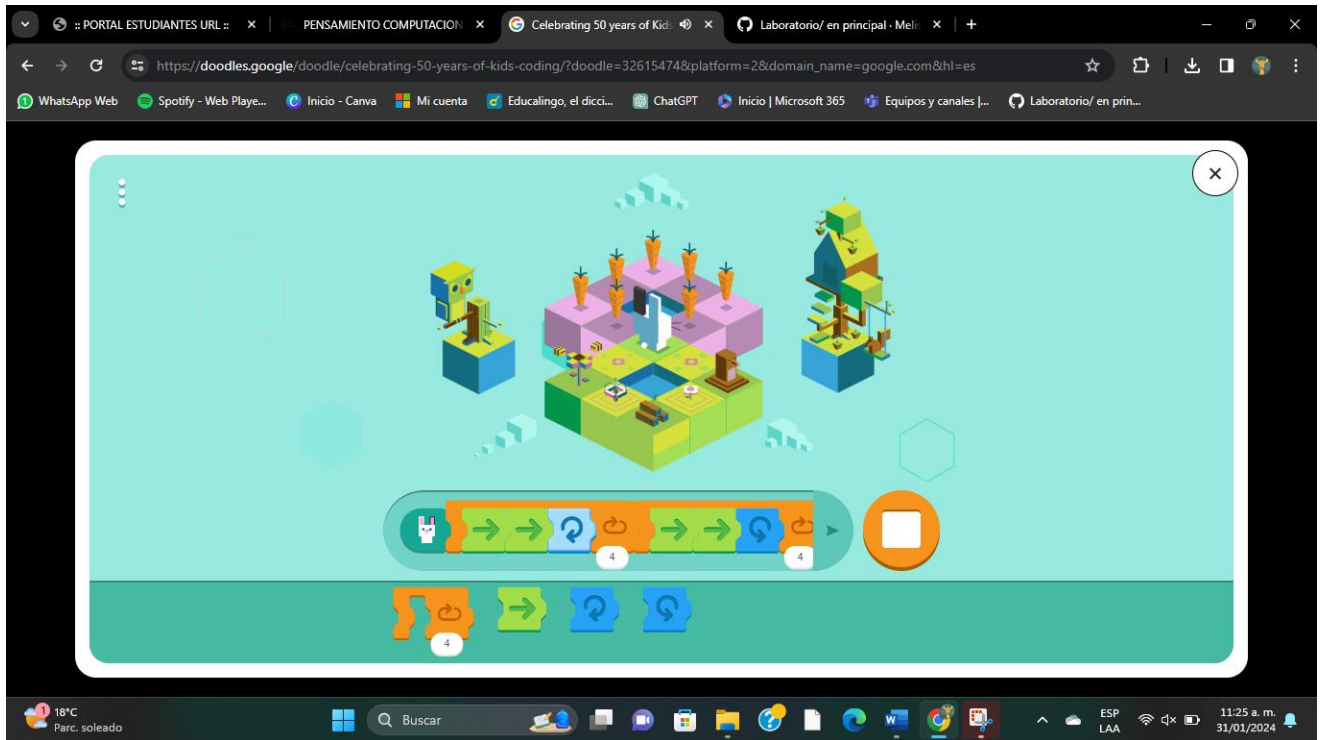 :: PORTAL ESTUDIANTES URL ::
PENSAMIENTO COMPUTACION
Celebrating 50 years of Kids
Laboratorio/ en principal · Melis
https://doodles.google/doodle/celebrating-50-years-of-kids-coding/?doodle=32615474&platform=2&domain_name=google.com&hl=es
WhatsApp Web
Spotify - Web Playe...
Inicio - Canva
Mi cuenta
Educalingo, el dicci...
ChatGPT
Inicio | Microsoft 365
Equipos y canales |...
Laboratorio/ en prin...
4
4
4
1
18°C
Parc. soleado
Buscar
ESP
LAA
11:25 a. m.
31/01/2024